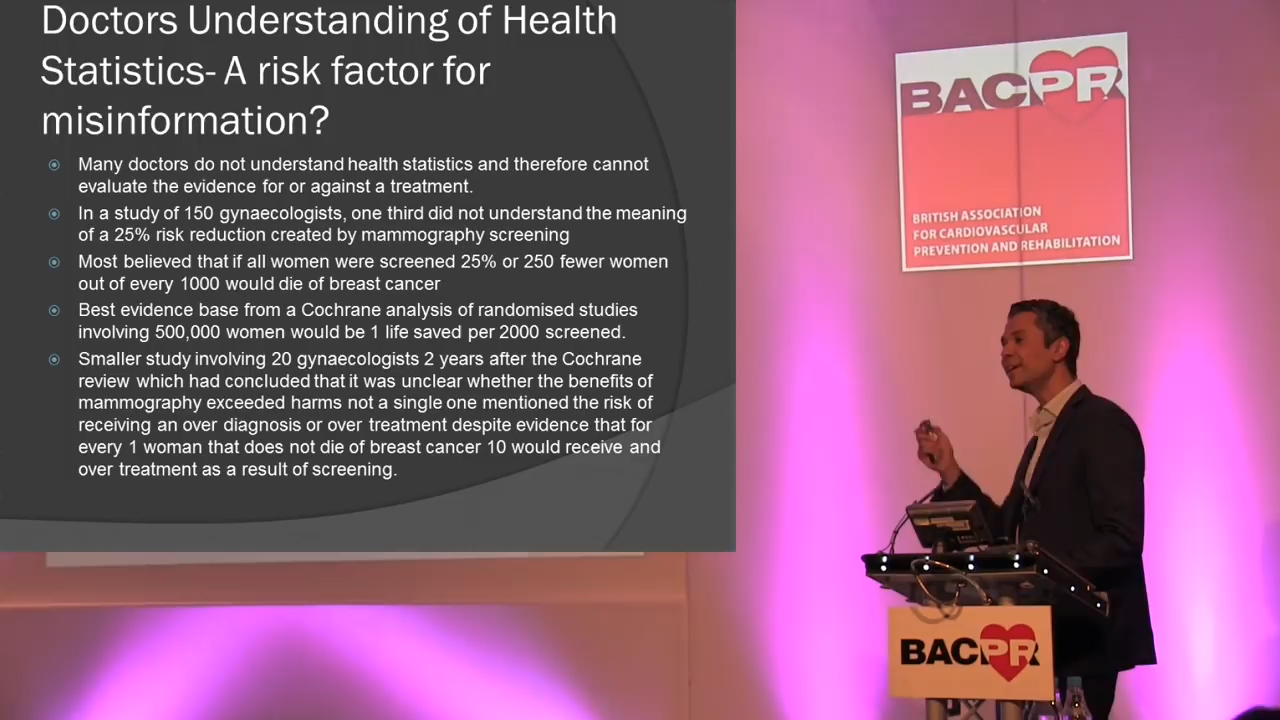 Doctors Understanding of Health
Statistics- A risk factor for
misinformation?
Many doctors do not understand health statistics and therefore cannot
evaluate the evidence for or against a treatment.
In a study of 150 gynaecologists, one third did not understand the meaning
of a 25% risk reduction created by mammography screening
Most believed that if all women were screened 25% or 250 fewer women
out of every 1000 would die of breast cancer
Best evidence base from a Cochrane analysis of randomised studies
involving 500,000 women would be 1 life saved per 2000 screened.
Smaller study involving 20 gynaecologists 2 years after the Cochrane
review which had concluded that it was unclear whether the benefits of
mammography exceeded harms not a single one mentioned the risk of
receiving an over diagnosis or over treatment despite evidence that for
every 1 woman that does not die of breast cancer 10 would receive and
over treatment as a result of screening.
BACPR
BRITISH ASSOCIATION
FOR CARDIOVASCULAR
PREVENTION AND REHABILITATION
BACPR